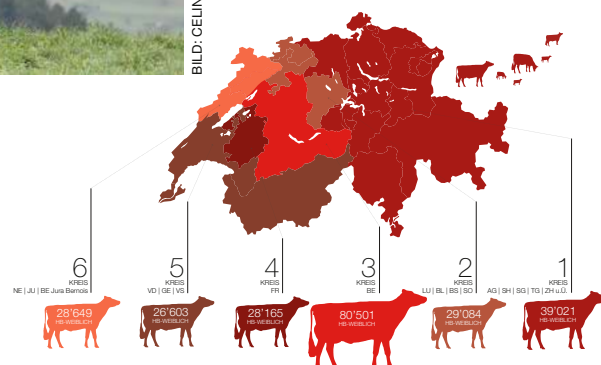 BILD: CELIN
6
KREIS
NE | JU | BE Jura Bernois
28'649
HB-WEIBLICH
5
KREIS
VD | GE | VS
26'603
HB-WEIBLICH
4
KREIS
FR
28'165
HB-WEIBLICH
3
KREIS
BE
80'501
HB-WEIBLICH
2
KREIS
LU | BL | BS | SO
29'084
HB-WEIBLICH
1
KREIS
AG | SH | SG | TG | ZH u.Ü.
39'021
HB-WEIBLICH